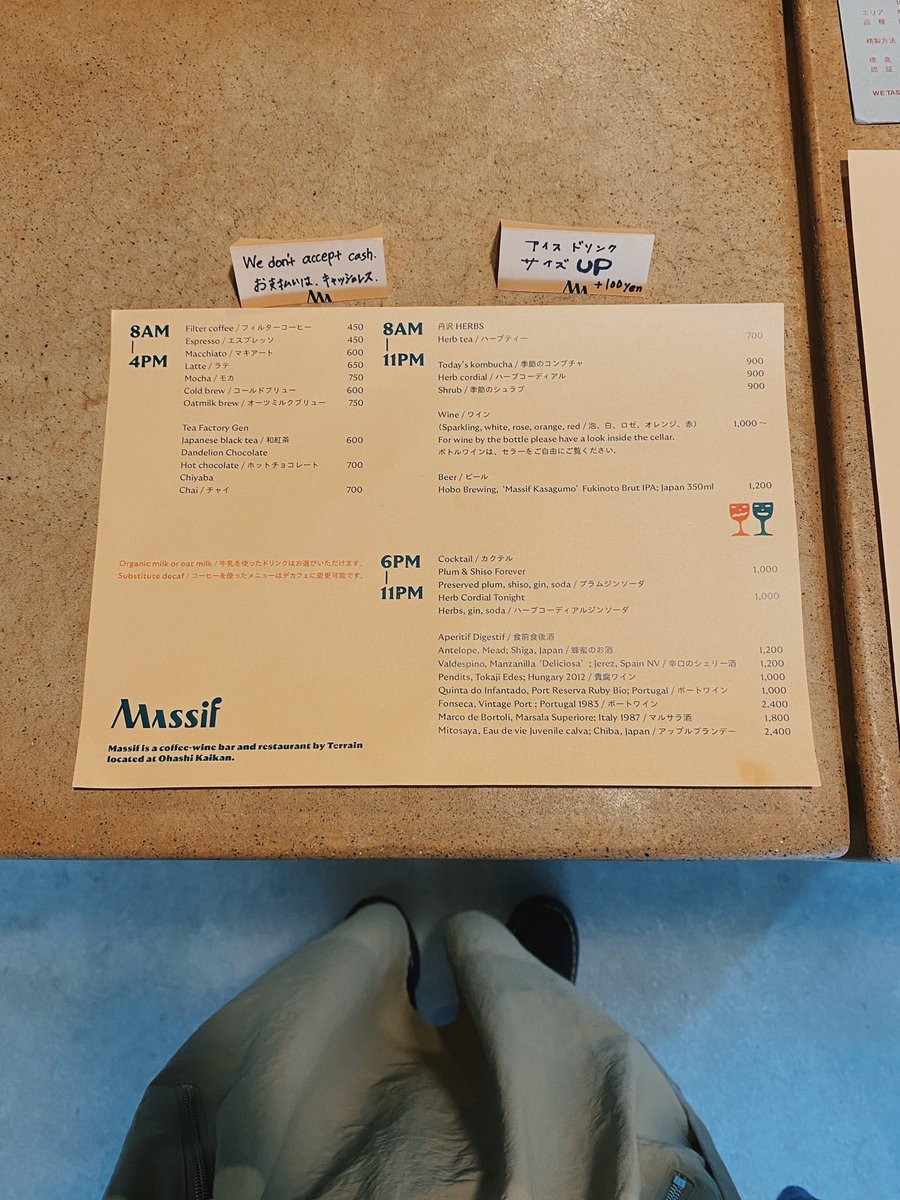 エリア
品種
精製方法
標高
認証
WE TAS
We don't accept cash.
お支払いは、キャッシュレス.
アイス ドリンク
サイズ UP
+100yen
8AM
|
4PM
Filter coffee / フィルターコーヒー 450
Espresso / エスプレッソ 450
Macchiato / マキアート 600
Latte / ラテ 650
Mocha / モカ 750
Cold brew / コールドブリュー 600
Oatmilk brew / オーツミルクブリュー 750
Tea Factory Gen
Japanese black tea / 和紅茶 600
Dandelion Chocolate
Hot chocolate / ホットチョコレート 700
Chiyaba
Chai / チャイ 700
Organic milk or oat milk / 牛乳を使ったドリンクはお選びいただけます。
Substitute decaf / コーヒーを使ったメニューはデカフェに変更可能です。
8AM
|
11PM
丹沢 HERBS
Herb tea / ハーブティー 700
Today's kombucha / 季節のコンブチャ 900
Herb cordial / ハーブコーディアル 900
Shrub / 季節のシュラブ 900
Wine / ワイン
(Sparkling, white, rose, orange, red / 泡、白、ロゼ、オレンジ、赤) 1,000～
For wine by the bottle please have a look inside the cellar.
ボトルワインは、セラーをご自由にご覧ください。
Beer / ビール
Hobo Brewing, 'Massif Kasagumo' Fukinoto Brut IPA; Japan 350ml 1,200
6PM
|
11PM
Cocktail / カクテル
Plum & Shiso Forever 1,000
Preserved plum, shiso, gin, soda / プラムジンソーダ
Herb Cordial Tonight 1,000
Herbs, gin, soda / ハーブコーディアルジンソーダ
Aperitif Digestif / 食前食後酒
Antelope, Mead; Shiga, Japan / 蜂蜜のお酒 1,200
Valdespino, Manzanilla 'Deliciosa' ; Jerez, Spain NV / 辛口のシェリー酒 1,200
Pendits, Tokaji Edes; Hungary 2012 / 貴腐ワイン 1,000
Quinta do Infantado, Port Reserva Ruby Bio; Portugal / ポートワイン 1,000
Fonseca, Vintage Port ; Portugal 1983 / ポートワイン 2,400
Marco de Bortoli, Marsala Superiore; Italy 1987 / マルサラ酒 1,800
Mitosaya, Eau de vie Juvenile calva; Chiba, Japan / アップルブランデー 2,400
Massif
Massif is a coffee-wine bar and restaurant by Terrain
located at Ohashi Kaikan.